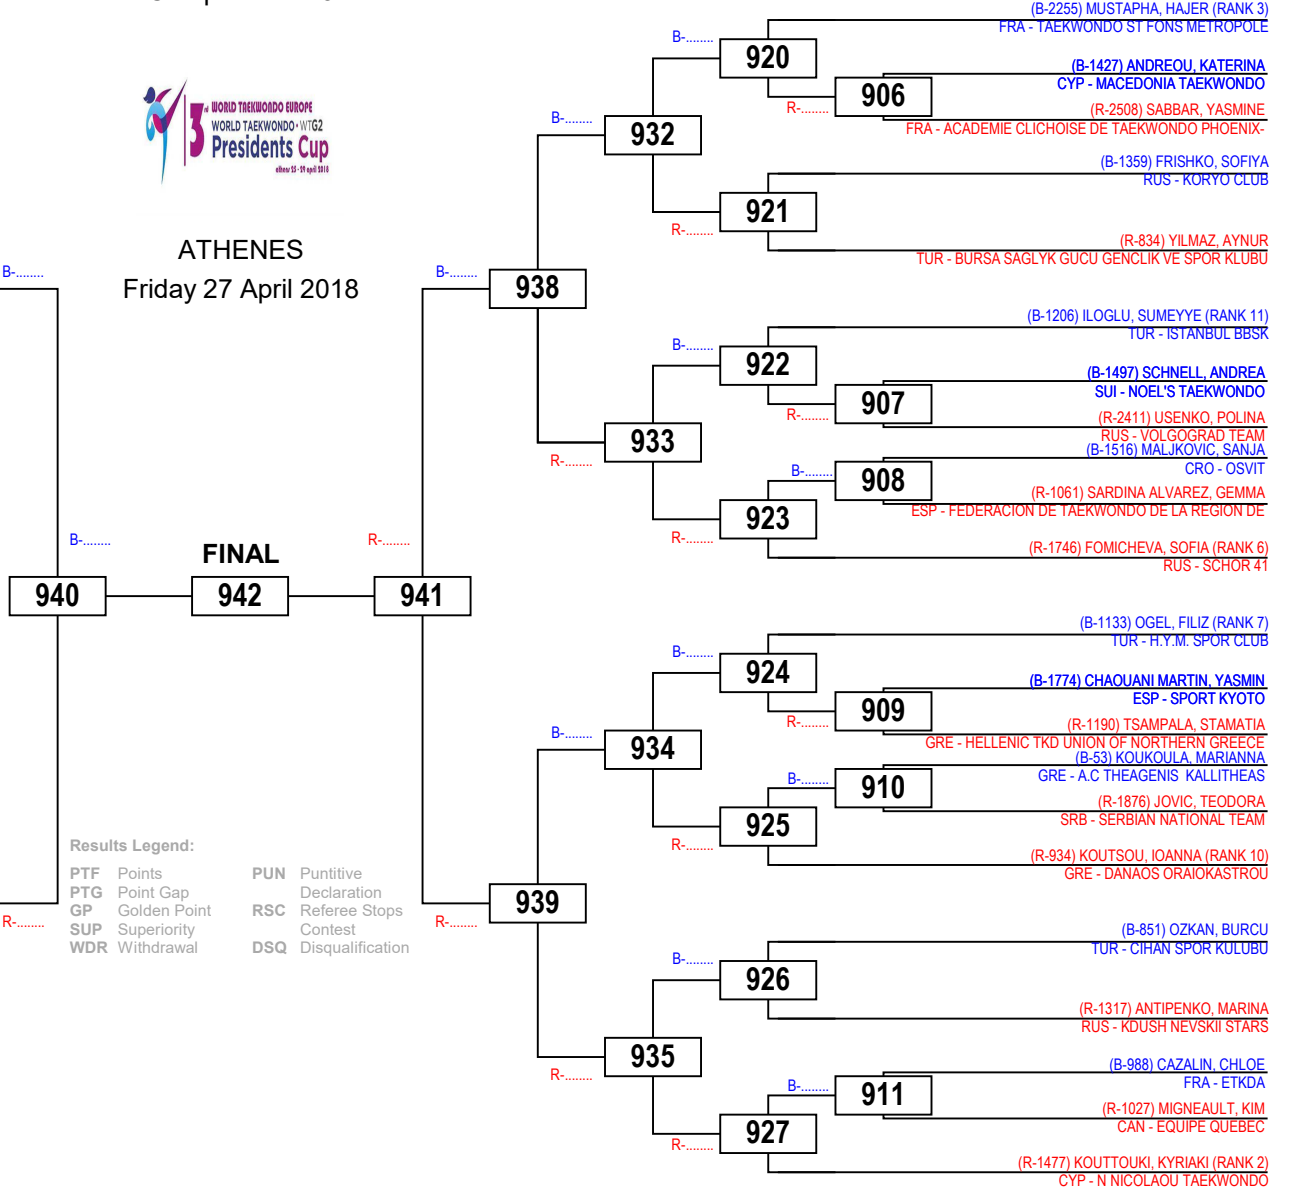 (B-2255) MUSTAPHA, HAJER (RANK 3)
FRA - TAEKWONDO ST FONS METROPOLE
B-........
920
(B-1427) ANDREOU, KATERINA
CYP - MACEDONIA TAEKWONDO
906
R-........
(R-2508) SABBAR, YASMINE
FRA - ACADEMIE CLICHOISE DE TAEKWONDO PHOENIX-
3rd WORLD TAEKWONDO EUROPE
WORLD TAEKWONDO • WTG2
Presidents Cup
athens 25 - 29 april 2018
B-........
932
(B-1359) FRISHKO, SOFIYA
RUS - KORYO CLUB
921
R-........
(R-834) YILMAZ, AYNUR
TUR - BURSA SAGLYK GUCU GENCLIK VE SPOR KLUBU
ATHENES
Friday 27 April 2018
B-........
B-........
938
(B-1206) ILOGLU, SUMEYYE (RANK 11)
TUR - ISTANBUL BBSK
B-........
922
(B-1497) SCHNELL, ANDREA
SUI - NOEL'S TAEKWONDO
907
R-........
(R-2411) USENKO, POLINA
RUS - VOLGOGRAD TEAM
933
R-........
(B-1516) MALJKOVIC, SANJA
CRO - OSVIT
B-........
908
(R-1061) SARDINA ALVAREZ, GEMMA
ESP - FEDERACION DE TAEKWONDO DE LA REGION DE
923
R-........
(R-1746) FOMICHEVA, SOFIA (RANK 6)
RUS - SCHOR 41
B-........
R-........
FINAL
940
942
941
(B-1133) OGEL, FILIZ (RANK 7)
TUR - H.Y.M. SPOR CLUB
B-........
924
(B-1774) CHAOUANI MARTIN, YASMIN
ESP - SPORT KYOTO
909
R-........
(R-1190) TSAMPALA, STAMATIA
GRE - HELLENIC TKD UNION OF NORTHERN GREECE
B-........
934
(B-53) KOUKOULA, MARIANNA
GRE - A.C THEAGENIS KALLITHEAS
B-........
910
(R-1876) JOVIC, TEODORA
SRB - SERBIAN NATIONAL TEAM
925
R-........
(R-934) KOUTSOU, IOANNA (RANK 10)
GRE - DANAOS ORAIOKASTROU
Results Legend:
PTF Points
PTG Point Gap
GP Golden Point
SUP Superiority
WDR Withdrawal
PUN Puntitive
Declaration
RSC Referee Stops
Contest
DSQ Disqualification
R-........
R-........
939
(B-851) OZKAN, BURCU
TUR - CIHAN SPOR KULUBU
B-........
926
(R-1317) ANTIPENKO, MARINA
RUS - KDUSH NEVSKII STARS
935
R-........
(B-988) CAZALIN, CHLOE
FRA - ETKDA
B-........
911
(R-1027) MIGNEAULT, KIM
CAN - EQUIPE QUEBEC
927
R-........
(R-1477) KOUTTOUKI, KYRIAKI (RANK 2)
CYP - N NICOLAOU TAEKWONDO